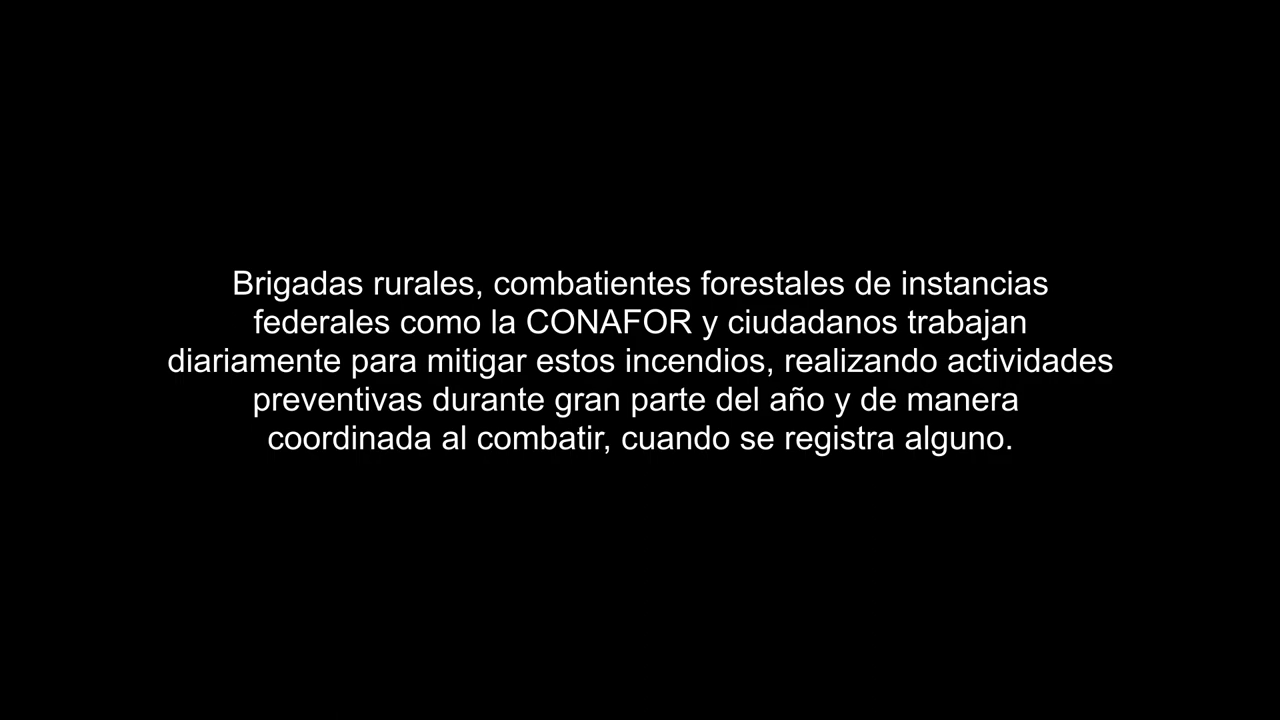 Brigadas rurales, combatientes forestales de instancias
federales como la CONAFOR y ciudadanos trabajan
diariamente para mitigar estos incendios, realizando actividades
preventivas durante gran parte del año y de manera
coordinada al combatir, cuando se registra alguno.